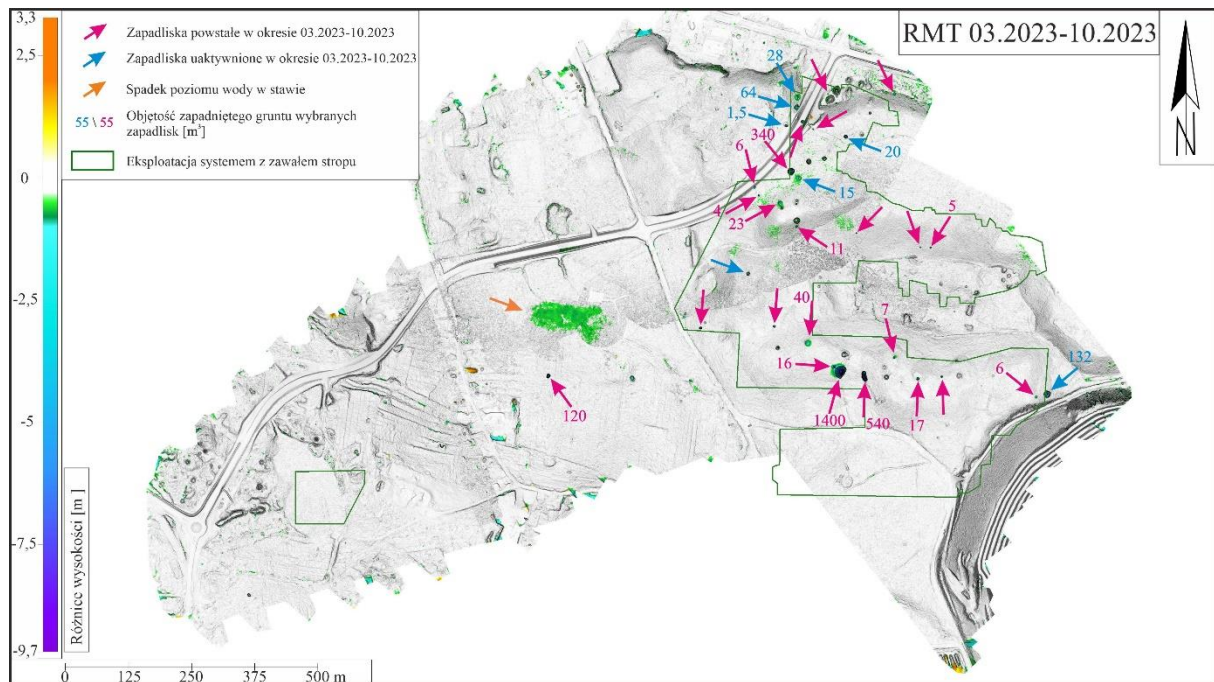 3,3
2,5
0
-2,5
-5
-7,5
-9,7
Różnice wysokości [m]
Zapadliska powstałe w okresie 03.2023-10.2023
Zapadliska uaktywnione w okresie 03.2023-10.2023
Spadek poziomu wody w stawie
55 \ 55 Objętość zapadniętego gruntu wybranych
zapadlisk [m³]
Eksploatacja systemem z zawałem stropu
RMT 03.2023-10.2023
N
28
64
1,5
340
6
20
15
4
23
5
11
40
7
16
132
6
120
1400
540
17
0 125 250 375 500 m